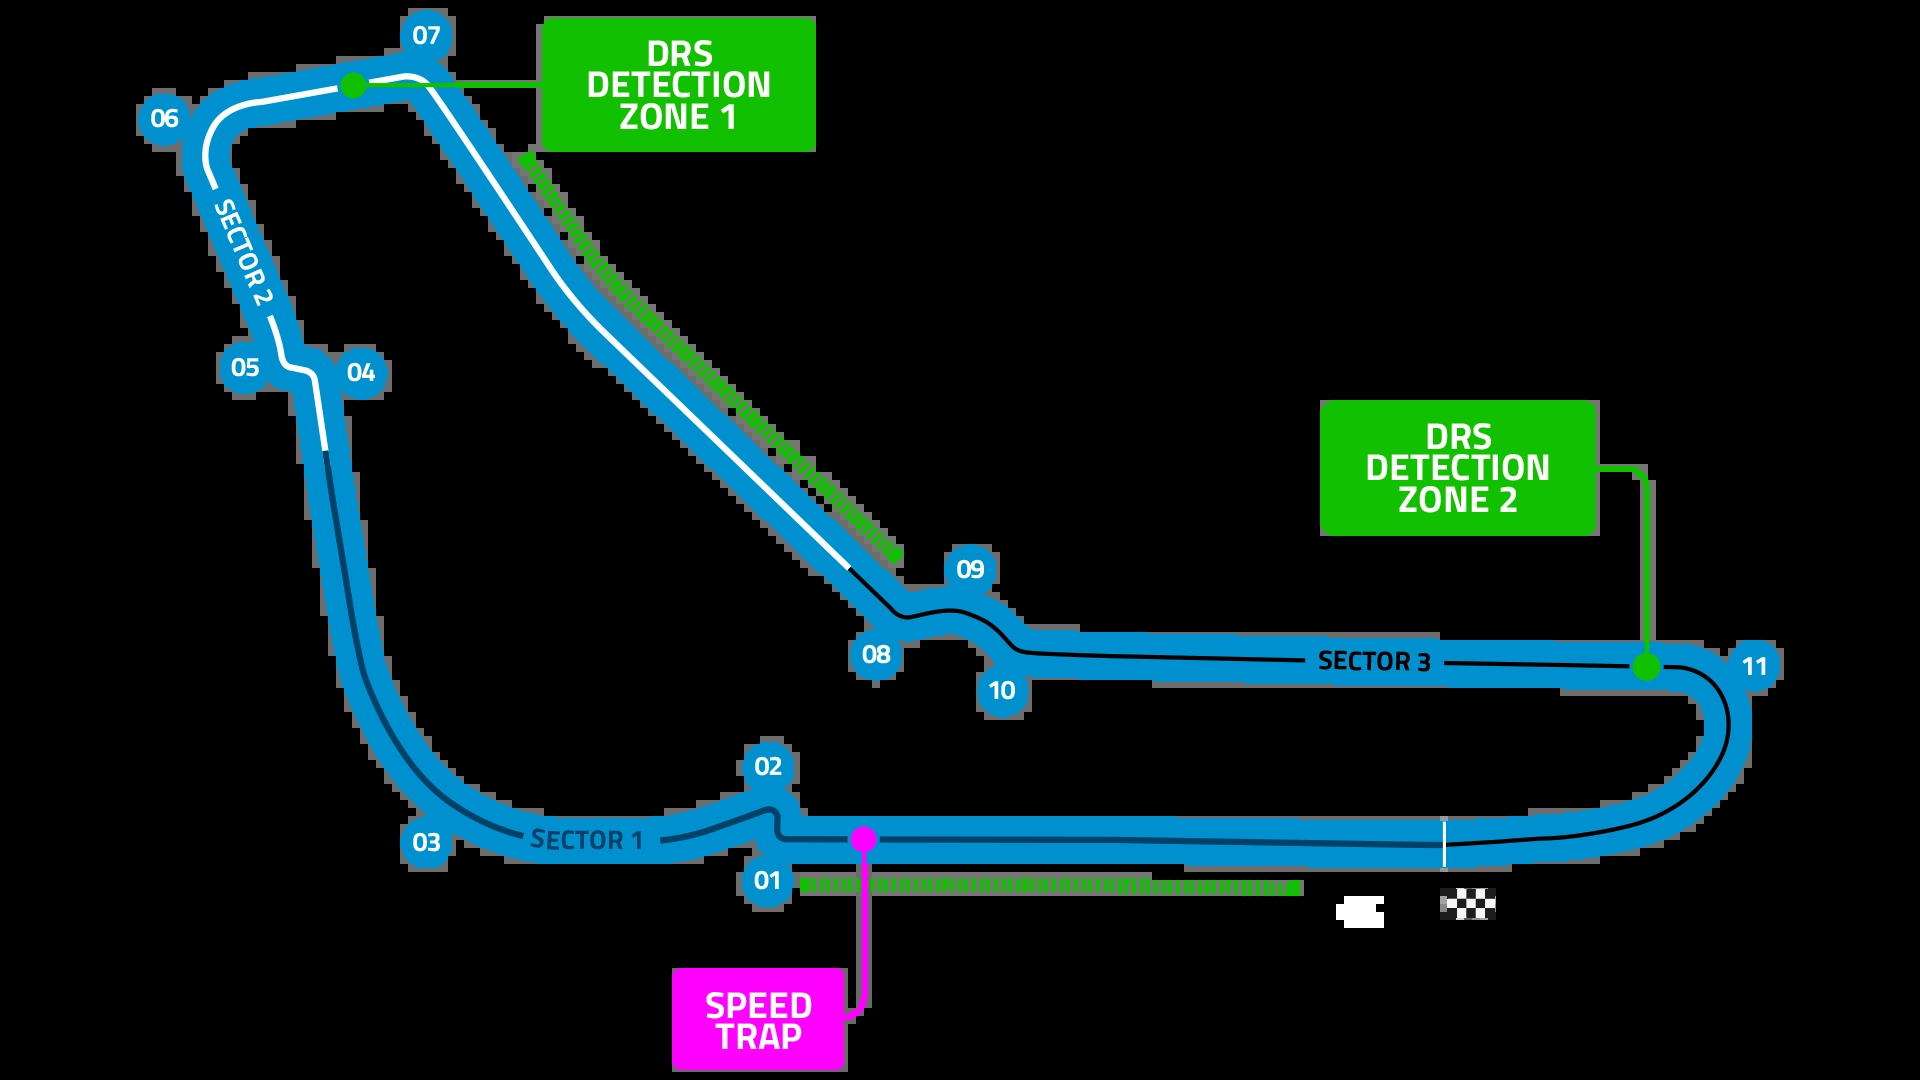 07
DRS
DETECTION
ZONE 1
06
SECTOR 2
05
04
DRS
DETECTION
ZONE 2
09
08
10
SECTOR 3
11
02
03
SECTOR 1
01
SPEED
TRAP